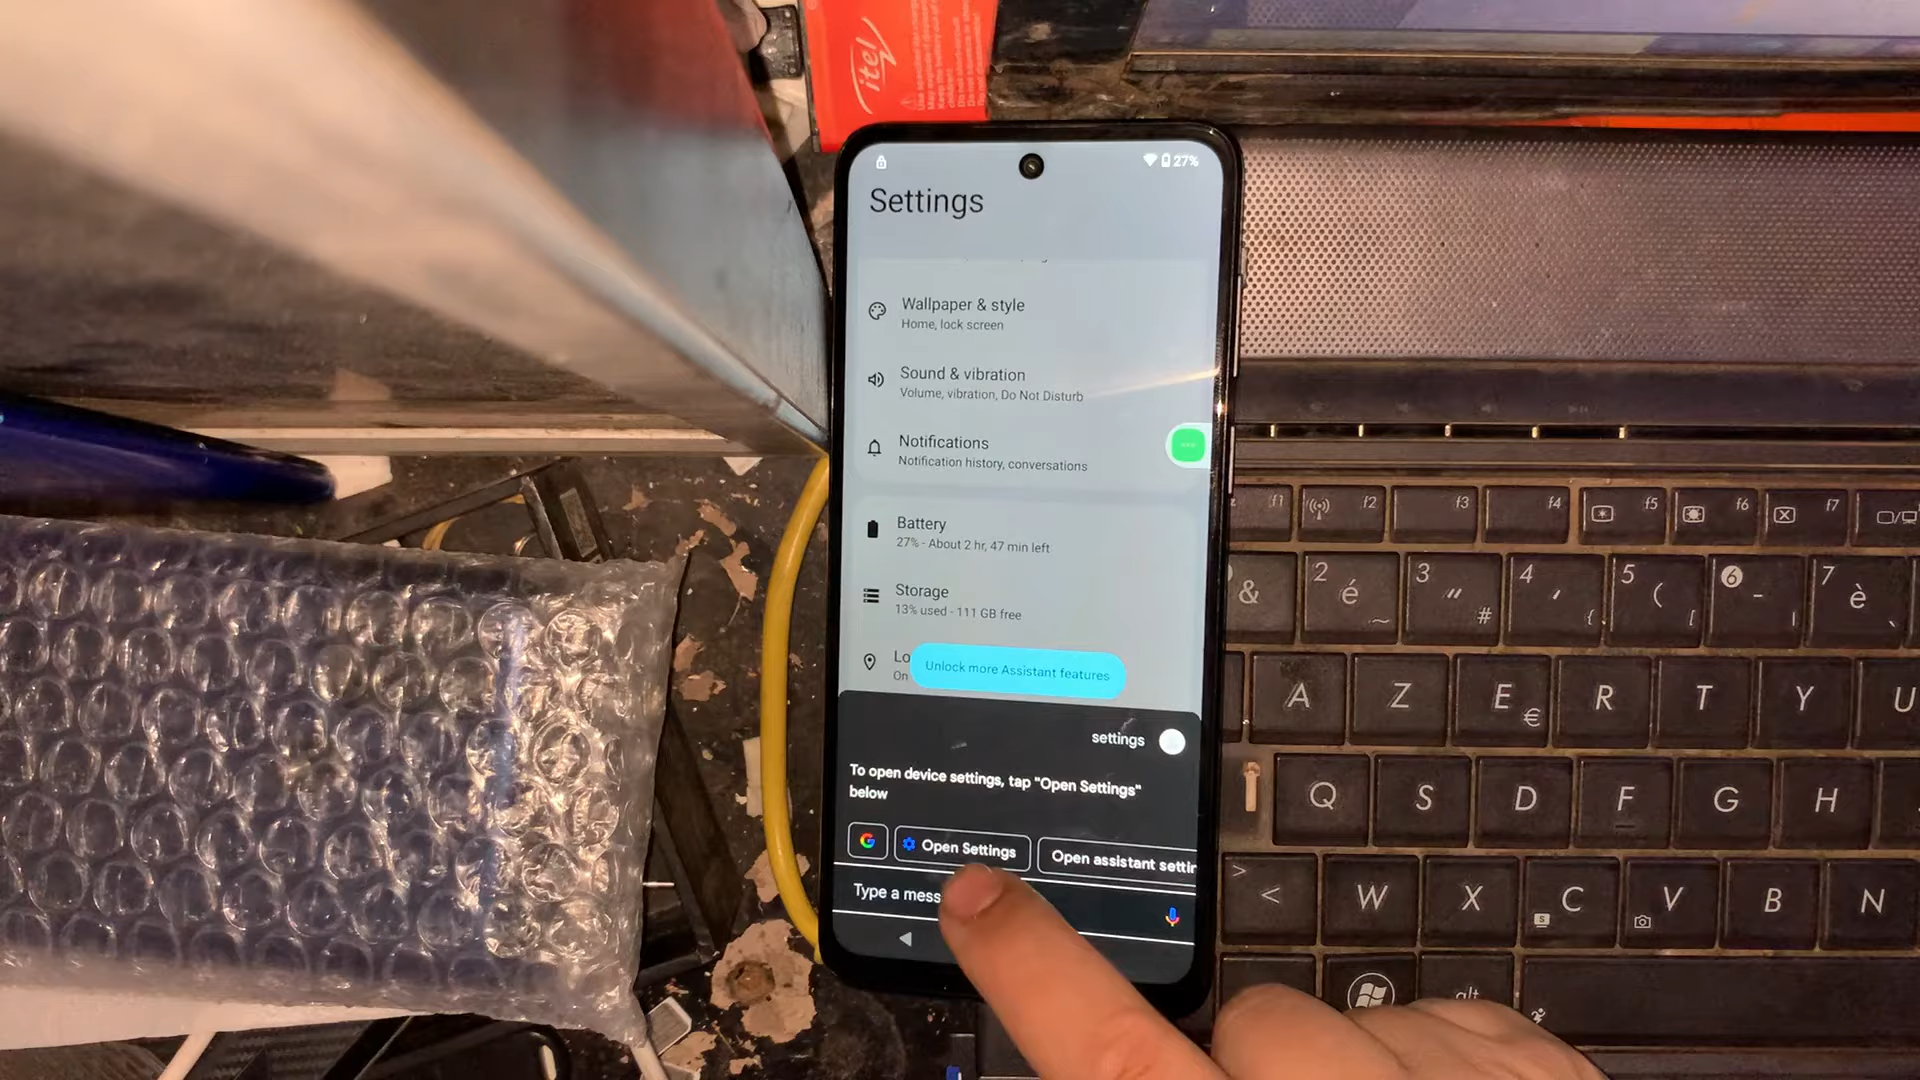 itel
27%
Settings
Wallpaper & style
Home, lock screen
Sound & vibration
Volume, vibration, Do Not Disturb
Notifications
Notification history, conversations
Battery
27% - About 2 hr, 47 min left
Storage
13% used - 111 GB free
Lo
On
Unlock more Assistant features
settings
To open device settings, tap "Open Settings"
below
G Open Settings Open assistant settin
Type a mess
f1 f2 f3 f4 f5 f6 f7
& 2 é ~ 3 " # 4 ' { 5 ( [ 6 - | 7 è `
A Z E € R T Y U
Q S D F G H
> < W X C V B N
alt